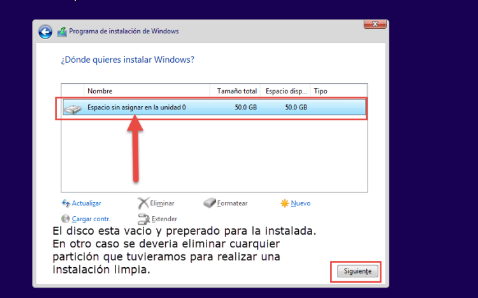 Programa de instalación de Windows
¿Dónde quieres instalar Windows?
Nombre Tamaño total Espacio disp... Tipo
Espacio sin asignar en la unidad 0 50.0 GB 50.0 GB
Actualizar Eliminar Formatear Nuevo
Cargar contr. Extender
El disco esta vacio y preperado para la instalada.
En otro caso se deveria eliminar cuarquier
partición que tuvieramos para realizar una
instalación limpia.
Siguiente